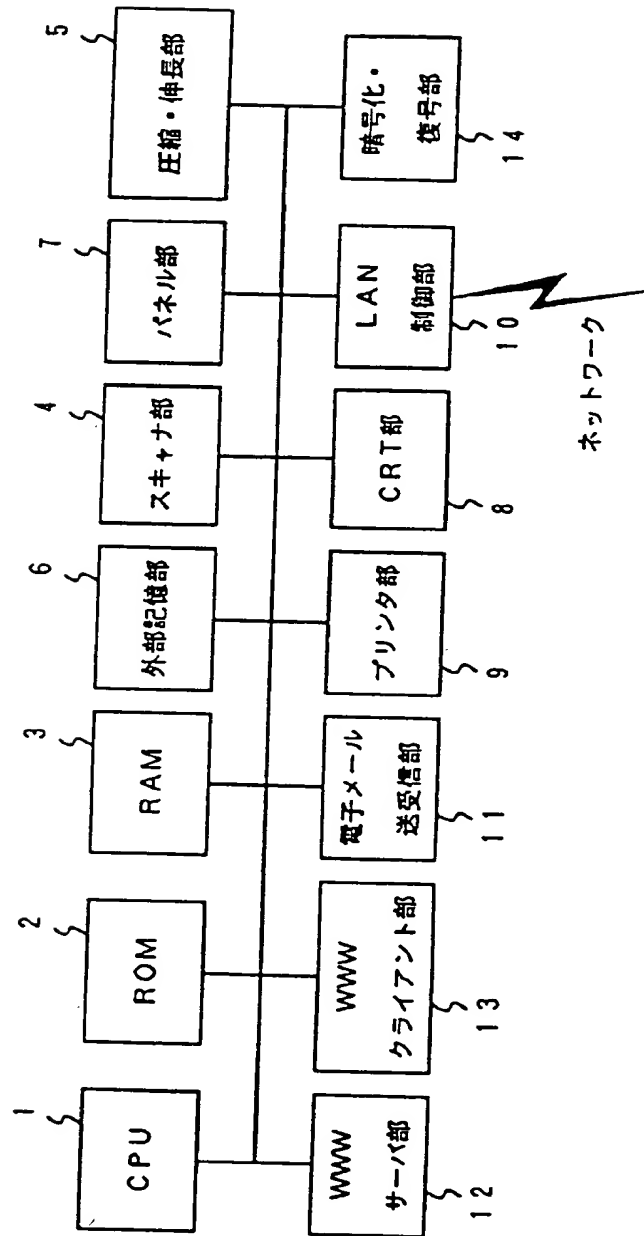 1
CPU
2
ROM
3
RAM
6
外部記憶部
4
スキャナ部
7
パネル部
5
圧縮・伸長部
WWW
サーバ部
12
WWW
クライアント部
13
電子メール
送受信部
11
プリンタ部
9
CRT部
8
LAN
制御部
10
暗号化・
復号部
14
ネットワーク